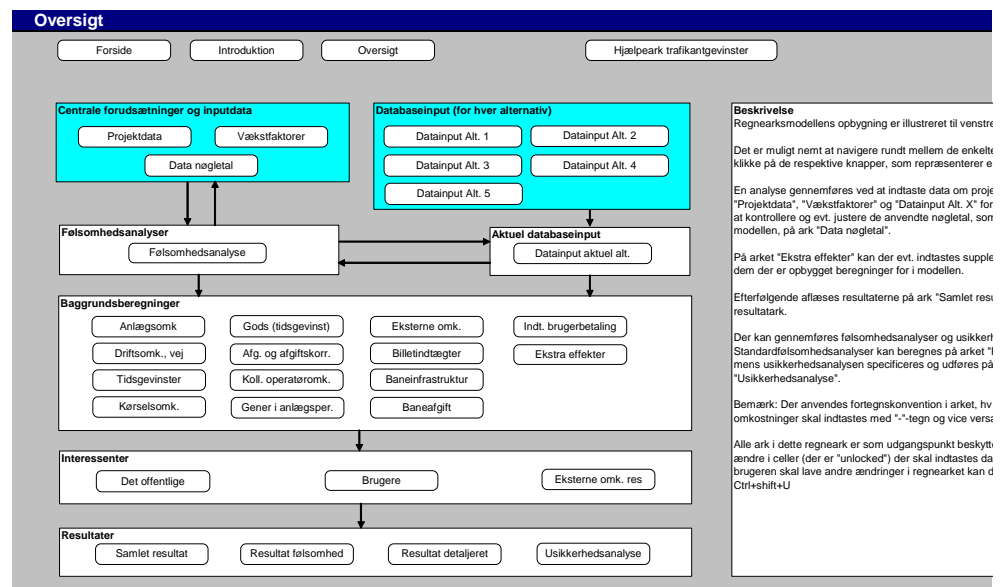 Oversigt
Forside
Introduktion
Oversigt
Hjælpeark trafikantgevinster
Centrale forudsætninger og inputdata
Projektdata
Vækstfaktorer
Data nøgletal
Databaseinput (for hver alternativ)
Datainput Alt. 1
Datainput Alt. 2
Datainput Alt. 3
Datainput Alt. 4
Datainput Alt. 5
Følsomhedsanalyser
Følsomhedsanalyse
Aktuel databaseinput
Datainput aktuel alt.
Baggrundsberegninger
Anlægsomk
Gods (tidsgevinst)
Eksterne omk.
Indt. brugerbetaling
Driftsomk., vej
Afg. og afgiftskorr.
Billetindtægter
Ekstra effekter
Tidsgevinster
Koll. operatøromk.
Baneinfrastruktur
Kørselsomk.
Gener i anlægsper.
Baneafgift
Interessenter
Det offentlige
Brugere
Eksterne omk. res
Resultater
Samlet resultat
Resultat følsomhed
Resultat detaljeret
Usikkerhedsanalyse
Beskrivelse
Regnearksmodellens opbygning er illustreret til venstre
Det er muligt nemt at navigere rundt mellem de enkelte
klikke på de respektive knapper, som repræsenterer e
En analyse gennemføres ved at indtaste data om proje
"Projektdata", "Vækstfaktorer" og "Datainput Alt. X" for
at kontrollere og evt. justere de anvendte nøgletal, som
modellen, på ark "Data nøgletal".
På arket "Ekstra effekter" kan der evt. indtastes supple
dem der er opbygget beregninger for i modellen.
Efterfølgende aflæses resultaterne på ark "Samlet resu
resultatark.
Der kan gennemføres følsomhedsanalyser og usikkerh
Standardfølsomhedsanalyser kan beregnes på arket
mens usikkerhedsanalysen specificeres og udføres på
"Usikkerhedsanalyse".
Bemærk: Der anvendes fortegnskonvention i arket, hv
omkostninger skal indtastes med "-"-tegn og vice versa
Alle ark i dette regneark er som udgangspunkt beskytte
ændre i celler (der er "unlocked") der skal indtastes da
brugeren skal lave andre ændringer i regnearket kan d
Ctrl+shift+U